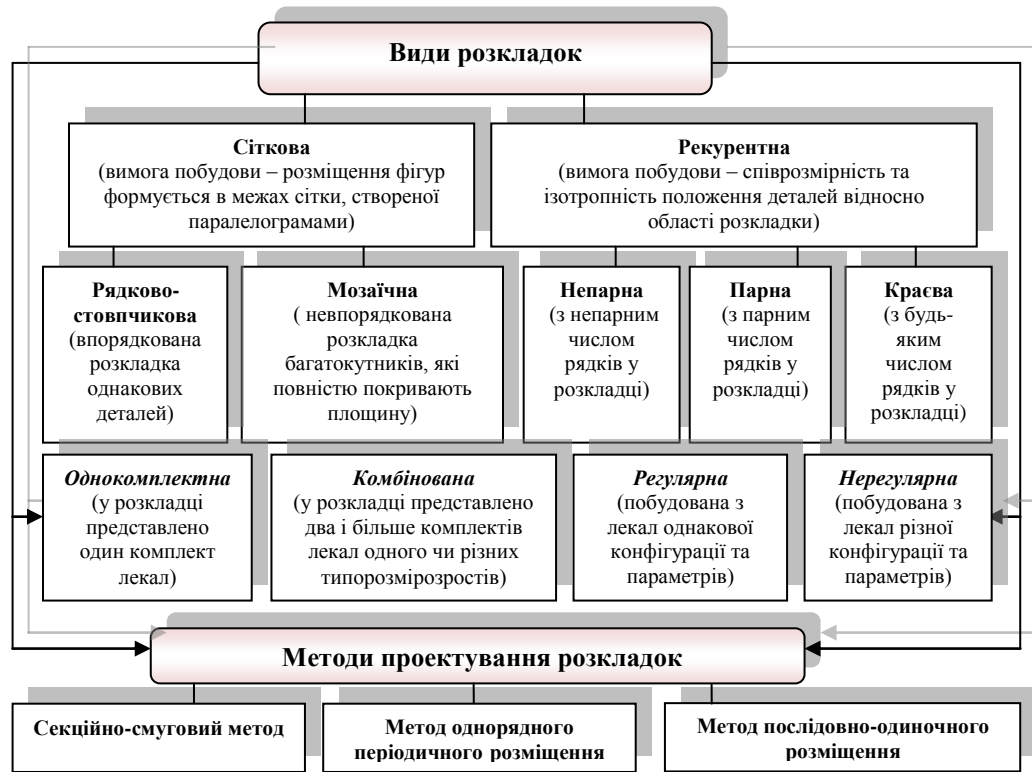 Види розкладок
Сіткова
(вимога побудови – розміщення фігур
формується в межах сітки, створеної
паралелограмами)
Рекурентна
(вимога побудови – співрозмірність та
ізотропність положення деталей відносно
області розкладки)
Рядково-
стовпчикова
(впорядкована
розкладка
однакових
деталей)
Мозаїчна
( невпорядкована
розкладка
багатокутників, які
повністю покривають
площину)
Непарна
(з непарним
числом
рядків у
розкладці)
Парна
(з парним
числом
рядків у
розкладці)
Краєва
(з будь-
яким
числом
рядків у
розкладці)
Однокомплектна
(у розкладці
представлено
один комплект
лекал)
Комбінована
(у розкладці представлено
два і більше комплектів
лекал одного чи різних
типорозмірозростів)
Регулярна
(побудована з
лекал однакової
конфігурації та
параметрів)
Нерегулярна
(побудована з
лекал різної
конфігурації та
параметрів)
Методи проектування розкладок
Секційно-смуговий метод
Метод однорядного
періодичного розміщення
Метод послідовно-одиночного
розміщення